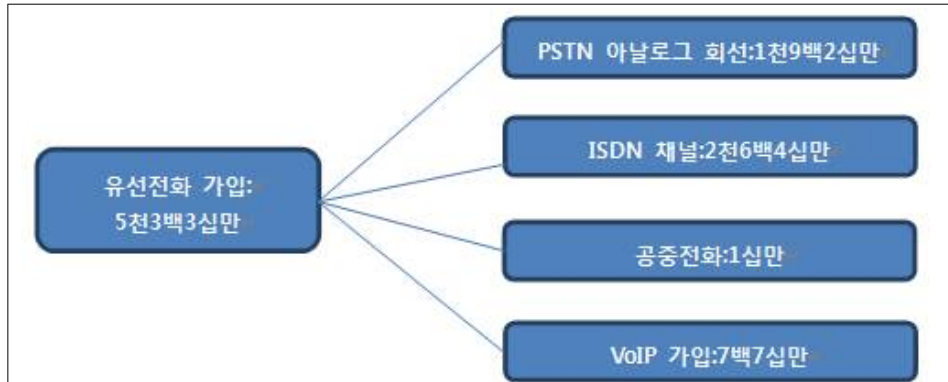 유선전화 가입:
5천3백3십만
PSTN 아날로그 회선:1천9백2십만
ISDN 채널:2천6백4십만
공중전화:1십만
VoIP 가입:7백7십만